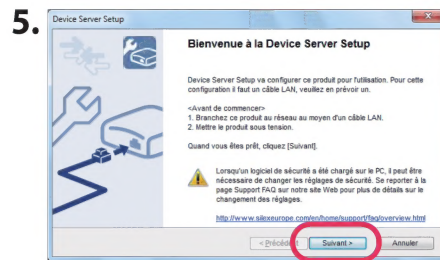 5.
Device Server Setup
Bienvenue à la Device Server Setup
Device Server Setup va configurer ce produit pour l'utilisation. Pour cette
configuration il faut un câble LAN, veuillez en prévoir un.
<Avant de commencer>
1. Branchez ce produit au réseau au moyen d'un câble LAN.
2. Mettre le produit sous tension.
Quand vous êtes prêt, cliquez [Suivant].
Lorsqu'un logiciel de sécurité a été chargé sur le PC, il peut être
nécessaire de changer les réglages de sécurité. Se reporter à la
page Support FAQ sur notre site Web pour plus de détails sur le
changement des réglages.
http://www.silexeurope.com/en/home/support/faq/overview.html
< Précédent Suivant > Annuler